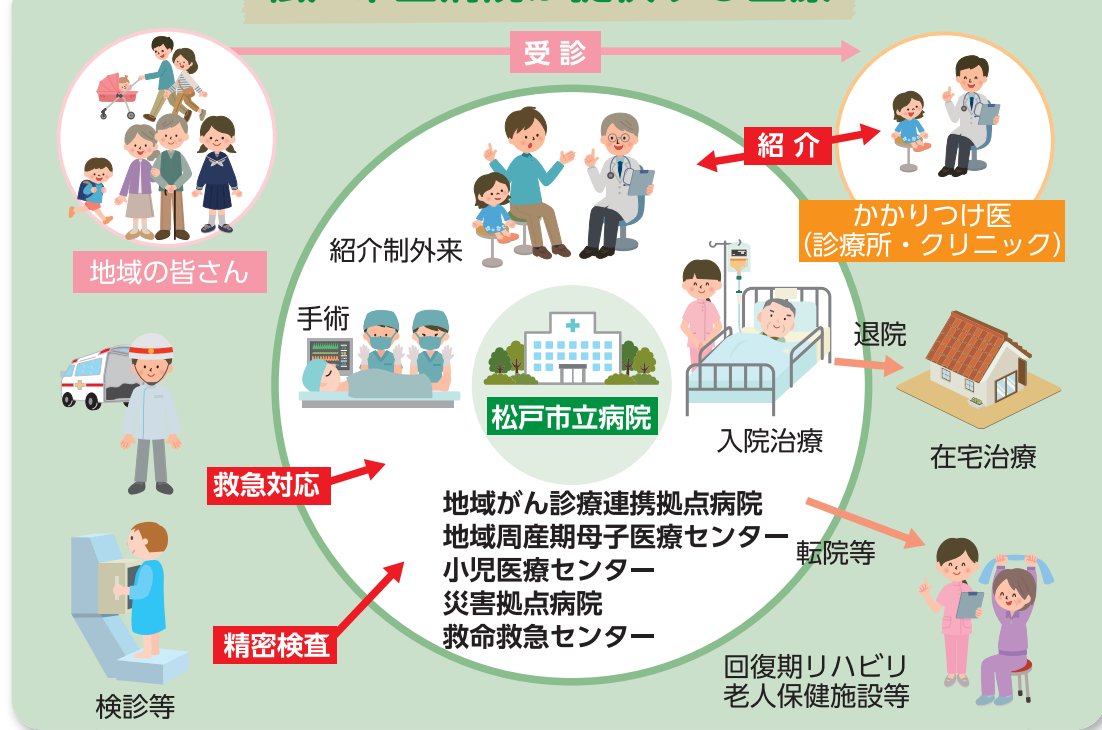 受診
紹介
かかりつけ医
（診療所・クリニック）
地域の皆さん
紹介制外来
手術
退院
松戸市立病院
入院治療
在宅治療
救急対応
地域がん診療連携拠点病院
地域周産期母子医療センター
小児医療センター
災害拠点病院
救命救急センター
転院等
精密検査
検診等
回復期リハビリ
老人保健施設等